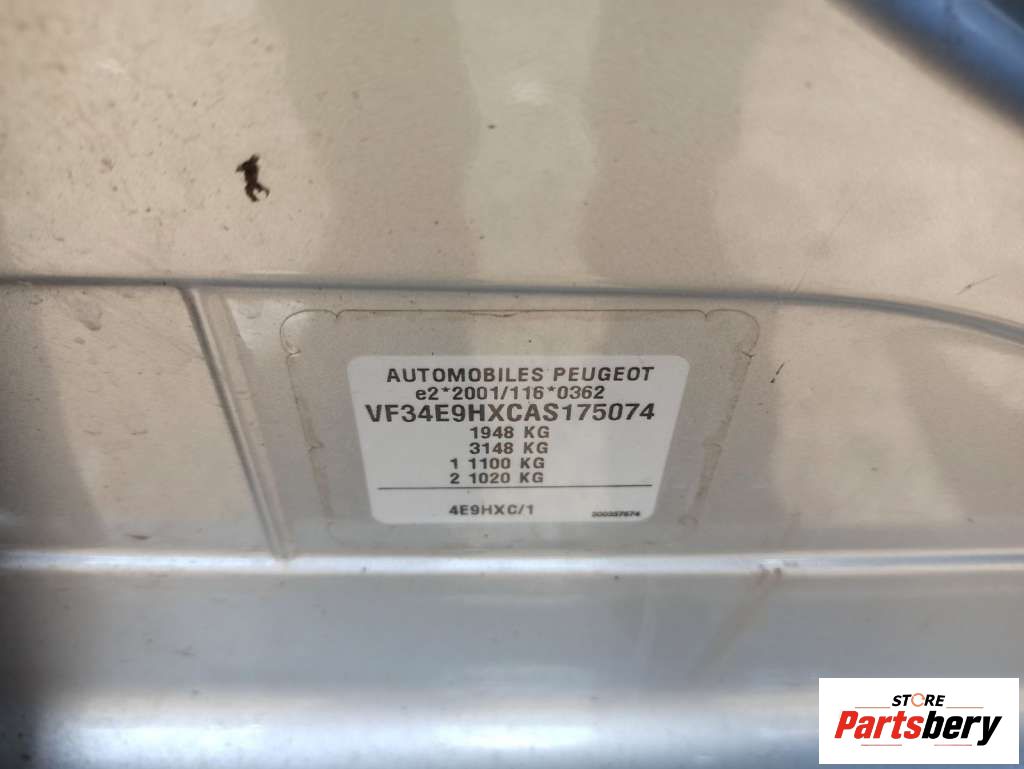 AUTOMOBILES PEUGEOT
e2*2001/116*0362
VF34E9HXCAS175074
1948 KG
3148 KG
1 1100 KG
2 1020 KG
4E9HXC/1
STORE
Partsbery